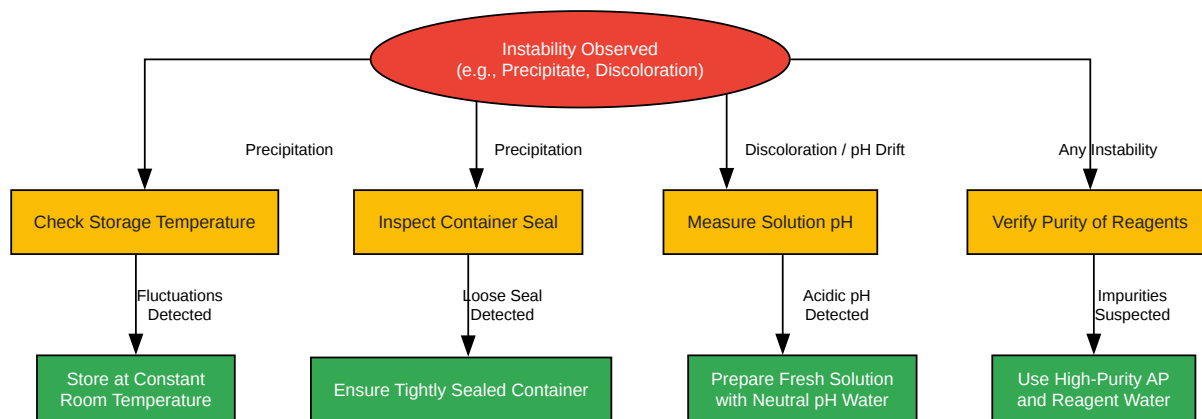 Instability Observed
(e.g., Precipitate, Discoloration)
Precipitation
Precipitation
Discoloration / pH Drift
Any Instability
Check Storage Temperature
Inspect Container Seal
Measure Solution pH
Verify Purity of Reagents
Fluctuations
Detected
Loose Seal
Detected
Acidic pH
Detected
Impurities
Suspected
Store at Constant
Room Temperature
Ensure Tightly Sealed Container
Prepare Fresh Solution
with Neutral pH Water
Use High-Purity AP
and Reagent Water